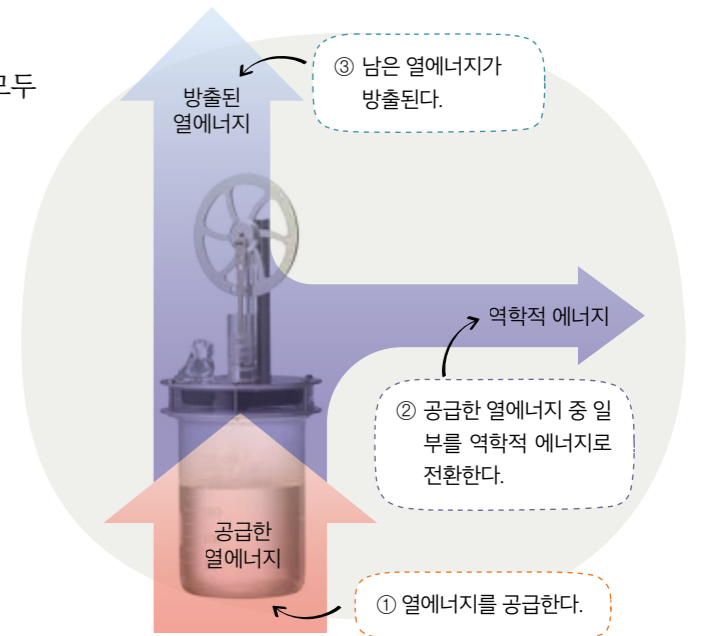 모두
③ 남은 열에너지가
방출된다.
방출된
열에너지
역학적 에너지
② 공급한 열에너지 중 일
부를 역학적 에너지로
전환한다.
공급한
열에너지
① 열에너지를 공급한다.